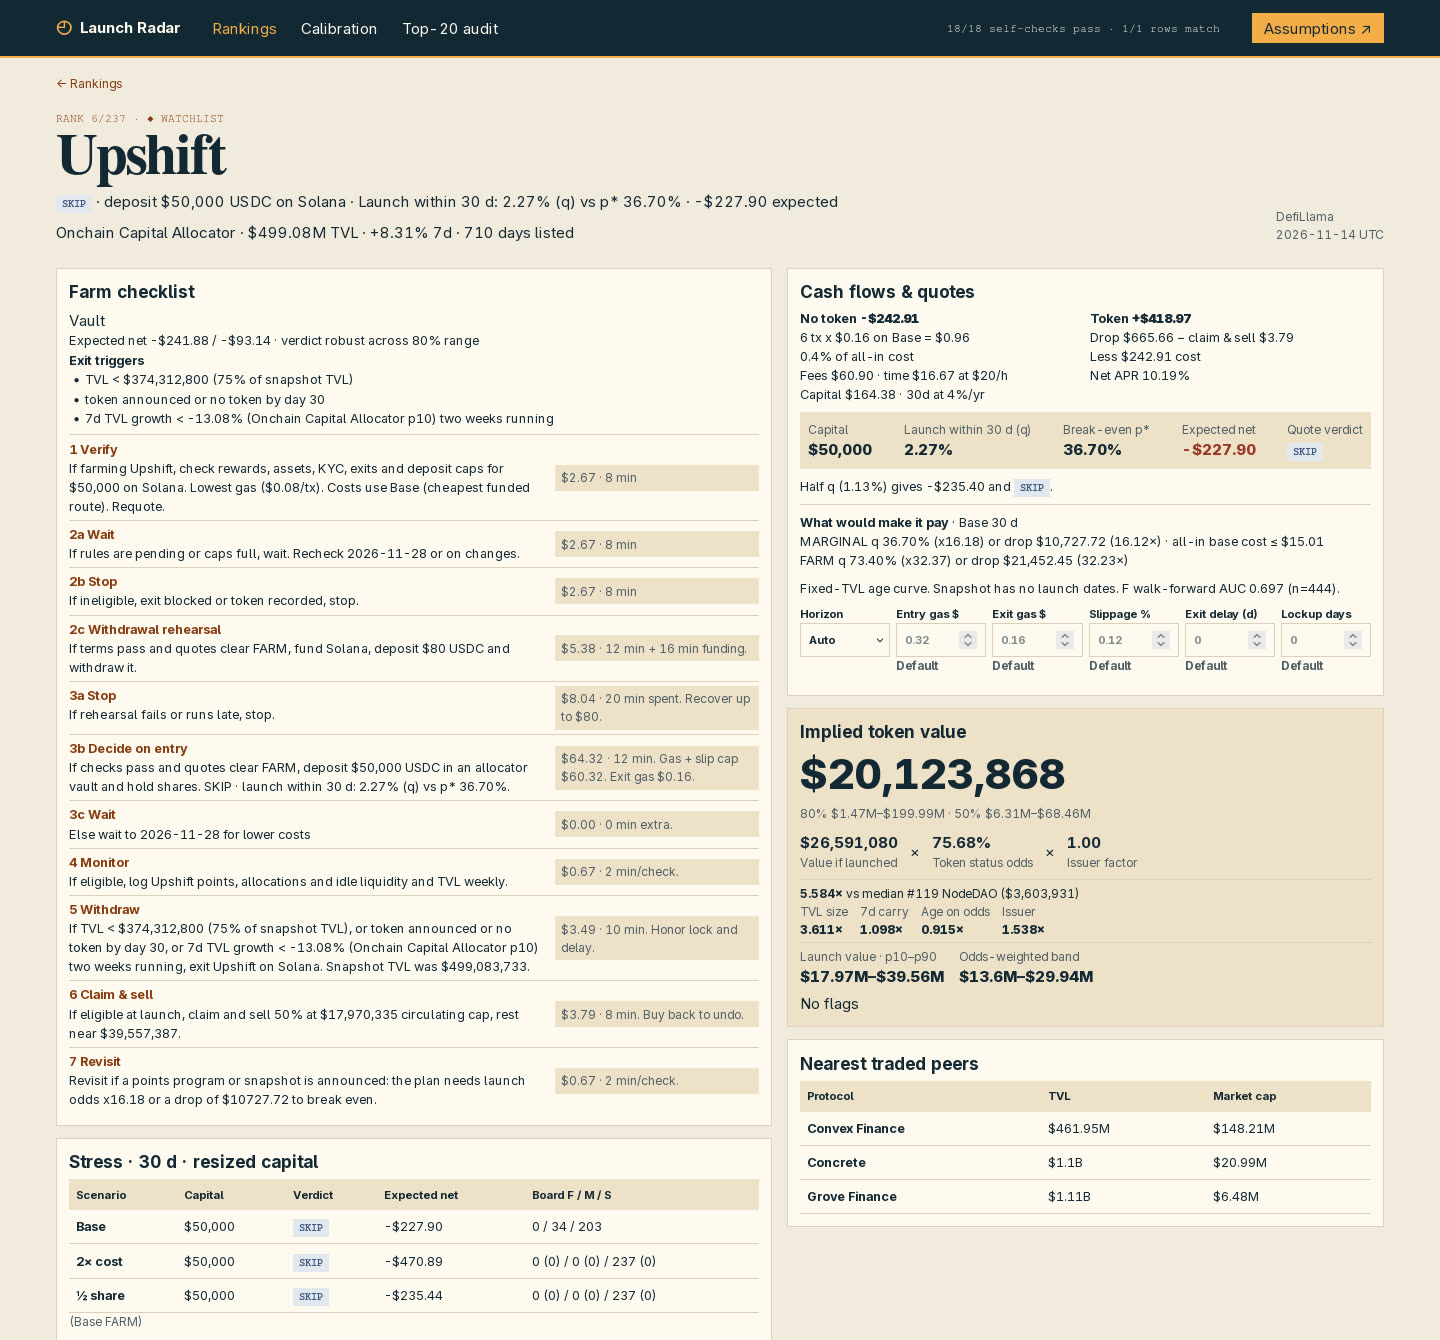 Launch Radar Rankings Calibration Top-20 audit 18/18 self-checks pass · 1/1 rows match Assumptions ↗
← Rankings
RANK 6/237 · ◆ WATCHLIST
Upshift
SKIP · deposit $50,000 USDC on Solana · Launch within 30 d: 2.27% (q) vs p* 36.70% · -$227.90 expected
Onchain Capital Allocator · $499.08M TVL · +8.31% 7d · 710 days listed
DefiLlama
2026-11-14 UTC
Farm checklist
Vault
Expected net -$241.88 / -$93.14 · verdict robust across 80% range
Exit triggers
• TVL < $374,312,800 (75% of snapshot TVL)
• token announced or no token by day 30
• 7d TVL growth < -13.08% (Onchain Capital Allocator p10) two weeks running
1 Verify
If farming Upshift, check rewards, assets, KYC, exits and deposit caps for
$50,000 on Solana. Lowest gas ($0.08/tx). Costs use Base (cheapest funded
route). Requote.
$2.67 · 8 min
2a Wait
If rules are pending or caps full, wait. Recheck 2026-11-28 or on changes.
$2.67 · 8 min
2b Stop
If ineligible, exit blocked or token recorded, stop.
$2.67 · 8 min
2c Withdrawal rehearsal
If terms pass and quotes clear FARM, fund Solana, deposit $80 USDC and
withdraw it.
$5.38 · 12 min + 16 min funding.
3a Stop
If rehearsal fails or runs late, stop.
$8.04 · 20 min spent. Recover up
to $80.
3b Decide on entry
If checks pass and quotes clear FARM, deposit $50,000 USDC in an allocator
vault and hold shares. SKIP · launch within 30 d: 2.27% (q) vs p* 36.70%.
$64.32 · 12 min. Gas + slip cap
$60.32. Exit gas $0.16.
3c Wait
Else wait to 2026-11-28 for lower costs
$0.00 · 0 min extra.
4 Monitor
If eligible, log Upshift points, allocations and idle liquidity and TVL weekly.
$0.67 · 2 min/check.
5 Withdraw
If TVL < $374,312,800 (75% of snapshot TVL), or token announced or no
token by day 30, or 7d TVL growth < -13.08% (Onchain Capital Allocator p10)
two weeks running, exit Upshift on Solana. Snapshot TVL was $499,083,733.
$3.49 · 10 min. Honor lock and
delay.
6 Claim & sell
If eligible at launch, claim and sell 50% at $17,970,335 circulating cap, rest
near $39,557,387.
$3.79 · 8 min. Buy back to undo.
7 Revisit
Revisit if a points program or snapshot is announced: the plan needs launch
odds x16.18 or a drop of $10727.72 to break even.
$0.67 · 2 min/check.
Stress · 30 d · resized capital
Scenario Capital Verdict Expected net Board F / M / S
Base $50,000 SKIP -$227.90 0 / 34 / 203
2× cost $50,000 SKIP -$470.89 0 (0) / 0 (0) / 237 (0)
½ share $50,000 SKIP -$235.44 0 (0) / 0 (0) / 237 (0)
(Base FARM)
Cash flows & quotes
No token -$242.91
6 tx x $0.16 on Base = $0.96
0.4% of all-in cost
Fees $60.90 · time $16.67 at $20/h
Capital $164.38 · 30d at 4%/yr
Token +$418.97
Drop $665.66 − claim & sell $3.79
Less $242.91 cost
Net APR 10.19%
Capital Launch within 30 d (q) Break-even p* Expected net Quote verdict
$50,000 2.27% 36.70% -$227.90 SKIP
Half q (1.13%) gives -$235.40 and SKIP.
What would make it pay · Base 30 d
MARGINAL q 36.70% (x16.18) or drop $10,727.72 (16.12×) · all-in base cost ≤ $15.01
FARM q 73.40% (x32.37) or drop $21,452.45 (32.23×)
Fixed-TVL age curve. Snapshot has no launch dates. F walk-forward AUC 0.697 (n=444).
Horizon Entry gas $ Exit gas $ Slippage % Exit delay (d) Lockup days
Auto 0.32 0.16 0.12 0 0
Default Default Default Default Default
Implied token value
$20,123,868
80% $1.47M–$199.99M · 50% $6.31M–$68.46M
$26,591,080 × 75.68% × 1.00
Value if launched Token status odds Issuer factor
5.584× vs median #119 NodeDAO ($3,603,931)
TVL size 7d carry Age on odds Issuer
3.611× 1.098× 0.915× 1.538×
Launch value · p10–p90 Odds-weighted band
$17.97M–$39.56M $13.6M–$29.94M
No flags
Nearest traded peers
Protocol TVL Market cap
Convex Finance $461.95M $148.21M
Concrete $1.1B $20.99M
Grove Finance $1.11B $6.48M